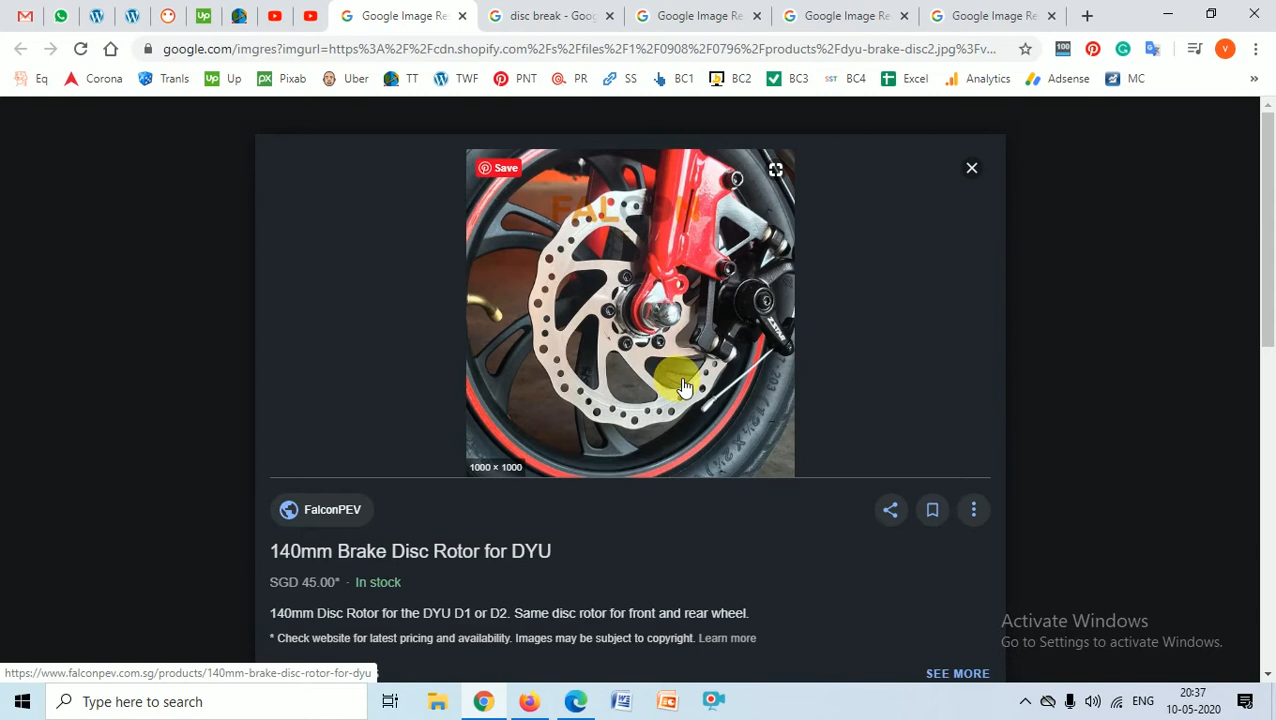 Google Image Re
disc break - Goo
Google Image Re
Google Image Re
Google Image Re
V
google.com/imgres?imgurl=https%3A%2F%2Fcdn.shopify.com%2Fs%2Ffiles%2F1%2F0908%2F0796%2Fproducts%2Fdyu-brake-disc2.jpg%3Fv...
100
Eq
Corona
Transls
Up
Pixab
Uber
TT
TWF
PNT
PR
SS
BC1
BC2
BC3
SST BC4
Excel
Analytics
Adsense
MC
»
Save
FALCON
ZSTAR
1000 × 1000
FalconPEV
140mm Brake Disc Rotor for DYU
SGD 45.00* · In stock
140mm Disc Rotor for the DYU D1 or D2. Same disc rotor for front and rear wheel.
* Check website for latest pricing and availability. Images may be subject to copyright. Learn more
Activate Windows
Go to Settings to activate Windows.
https://www.falconpev.com.sg/products/140mm-brake-disc-rotor-for-dyu
SEE MORE
Type here to search
ENG
20:37
10-05-2020